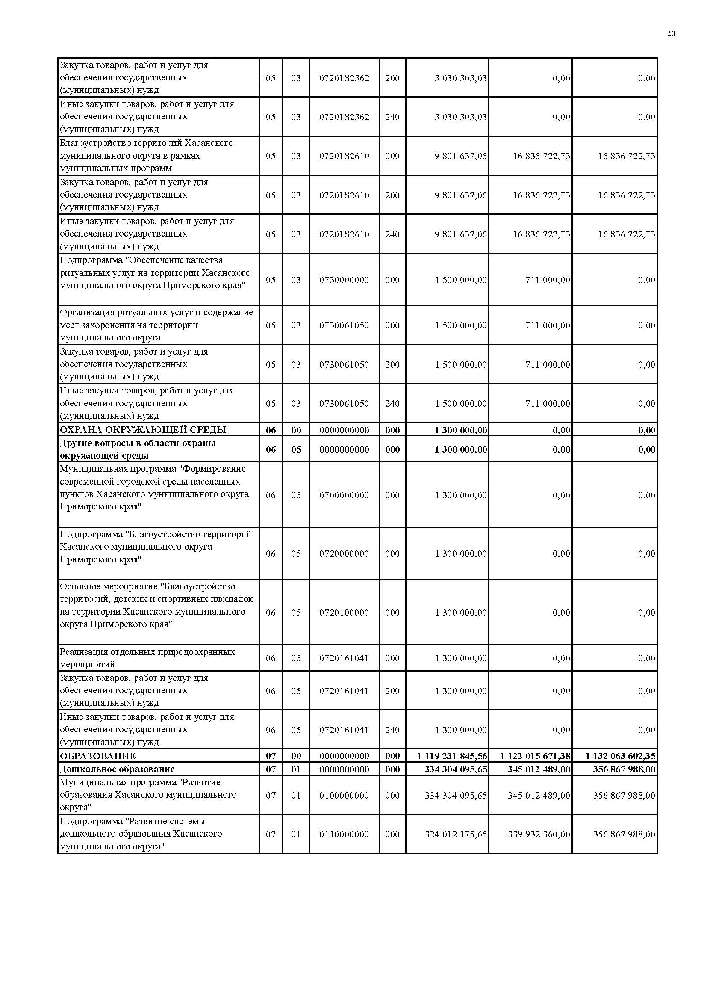 20
Закупка товаров, работ и услуг для
обеспечения государственных
(муниципальных) нужд
05 03 07201S2362 200 3 030 303,03 0,00 0,00
Иные закупки товаров, работ и услуг для
обеспечения государственных
(муниципальных) нужд
05 03 07201S2362 240 3 030 303,03 0,00 0,00
Благоустройство территорий Хасанского
муниципального округа в рамках
муниципальных программ
05 03 07201S2610 000 9 801 637,06 16 836 722,73 16 836 722,73
Закупка товаров, работ и услуг для
обеспечения государственных
(муниципальных) нужд
05 03 07201S2610 200 9 801 637,06 16 836 722,73 16 836 722,73
Иные закупки товаров, работ и услуг для
обеспечения государственных
(муниципальных) нужд
05 03 07201S2610 240 9 801 637,06 16 836 722,73 16 836 722,73
Подпрограмма "Обеспечение качества
ритуальных услуг на территории Хасанского
муниципального округа Приморского края"
05 03 0730000000 000 1 500 000,00 711 000,00 0,00
Организация ритуальных услуг и содержание
мест захоронения на территории
муниципального округа
05 03 0730061050 000 1 500 000,00 711 000,00 0,00
Закупка товаров, работ и услуг для
обеспечения государственных
(муниципальных) нужд
05 03 0730061050 200 1 500 000,00 711 000,00 0,00
Иные закупки товаров, работ и услуг для
обеспечения государственных
(муниципальных) нужд
05 03 0730061050 240 1 500 000,00 711 000,00 0,00
ОХРАНА ОКРУЖАЮЩЕЙ СРЕДЫ 06 00 0000000000 000 1 300 000,00 0,00 0,00
Другие вопросы в области охраны
окружающей среды
06 05 0000000000 000 1 300 000,00 0,00 0,00
Муниципальная программа "Формирование
современной городской среды населенных
пунктов Хасанского муниципального округа
Приморского края"
06 05 0700000000 000 1 300 000,00 0,00 0,00
Подпрограмма "Благоустройство территорий
Хасанского муниципального округа
Приморского края"
06 05 0720000000 000 1 300 000,00 0,00 0,00
Основное мероприятие "Благоустройство
территорий, детских и спортивных площадок
на территории Хасанского муниципального
округа Приморского края"
06 05 0720100000 000 1 300 000,00 0,00 0,00
Реализация отдельных природоохранных
мероприятий
06 05 0720161041 000 1 300 000,00 0,00 0,00
Закупка товаров, работ и услуг для
обеспечения государственных
(муниципальных) нужд
06 05 0720161041 200 1 300 000,00 0,00 0,00
Иные закупки товаров, работ и услуг для
обеспечения государственных
(муниципальных) нужд
06 05 0720161041 240 1 300 000,00 0,00 0,00
ОБРАЗОВАНИЕ 07 00 0000000000 000 1 119 231 845,56 1 122 015 671,38 1 132 063 602,35
Дошкольное образование 07 01 0000000000 000 334 304 095,65 345 012 489,00 356 867 988,00
Муниципальная программа "Развитие
образования Хасанского муниципального
округа"
07 01 0100000000 000 334 304 095,65 345 012 489,00 356 867 988,00
Подпрограмма "Развитие системы
дошкольного образования Хасанского
муниципального округа"
07 01 0110000000 000 324 012 175,65 339 932 360,00 356 867 988,00